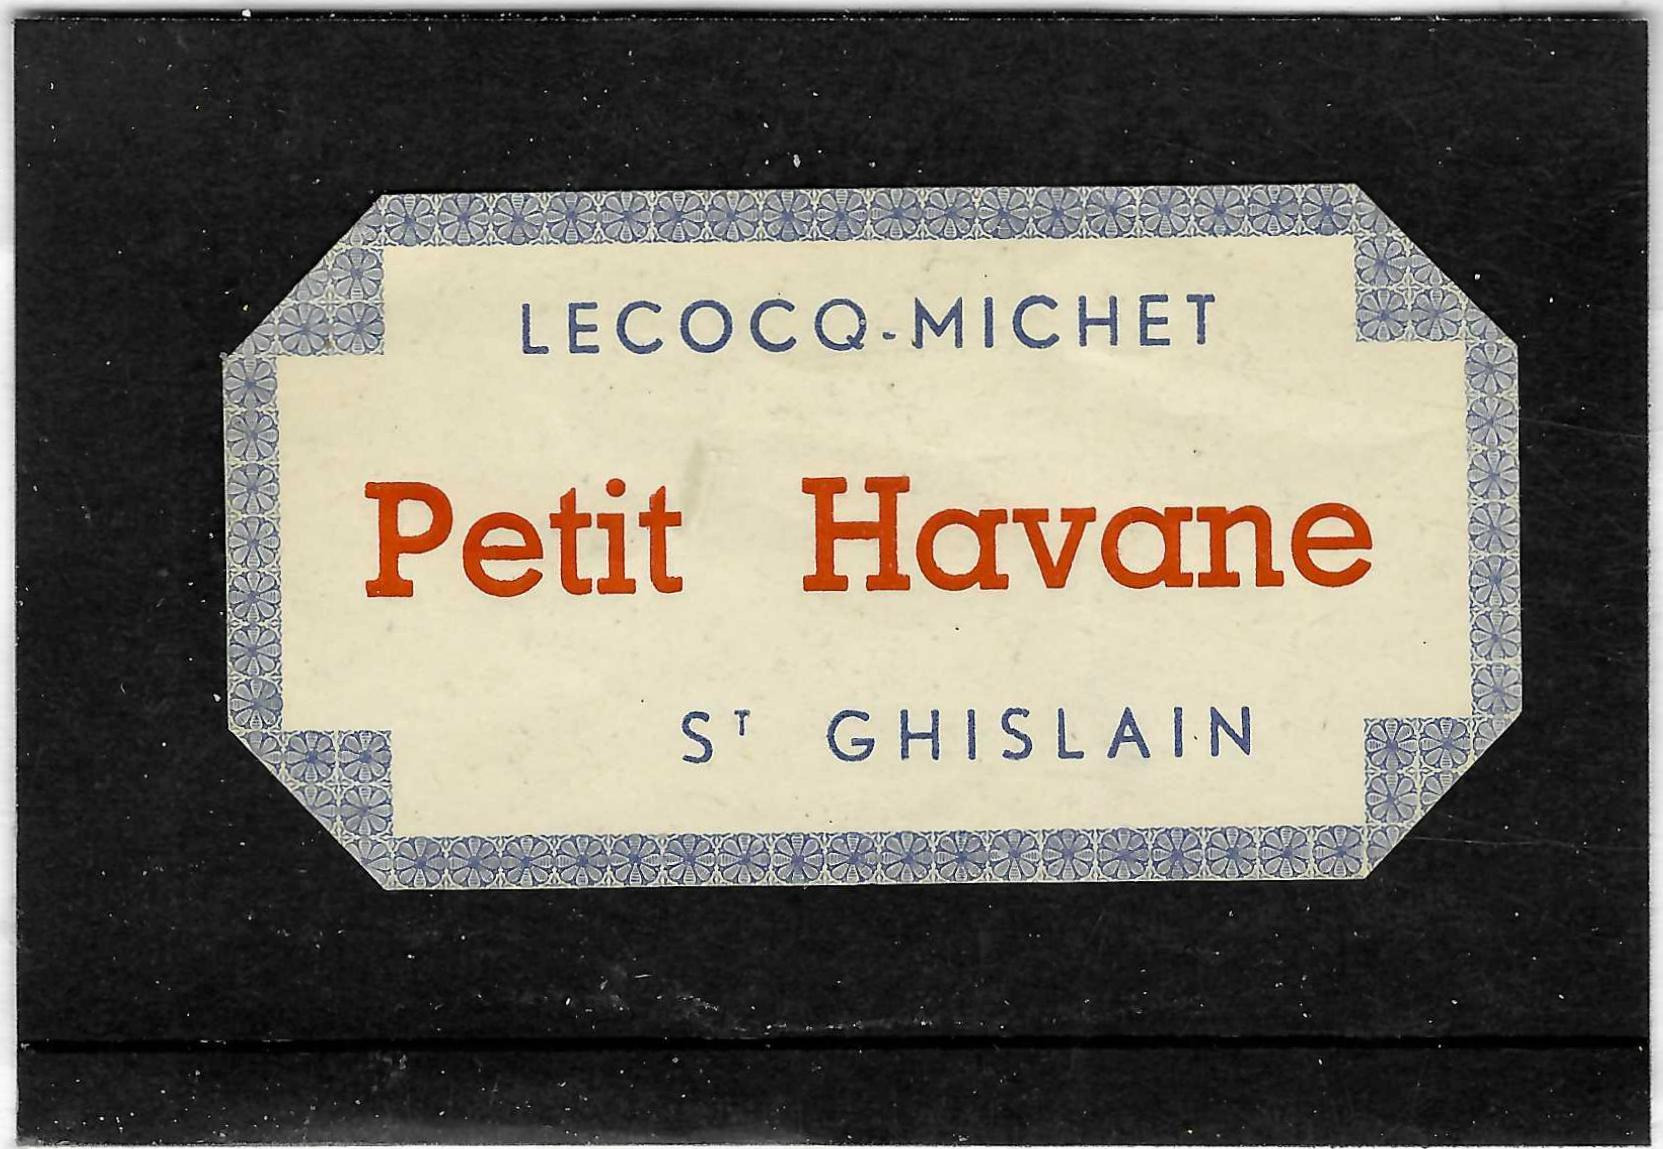 LECOCQ-MICHET
Petit Havane
Sᵀ GHISLAIN